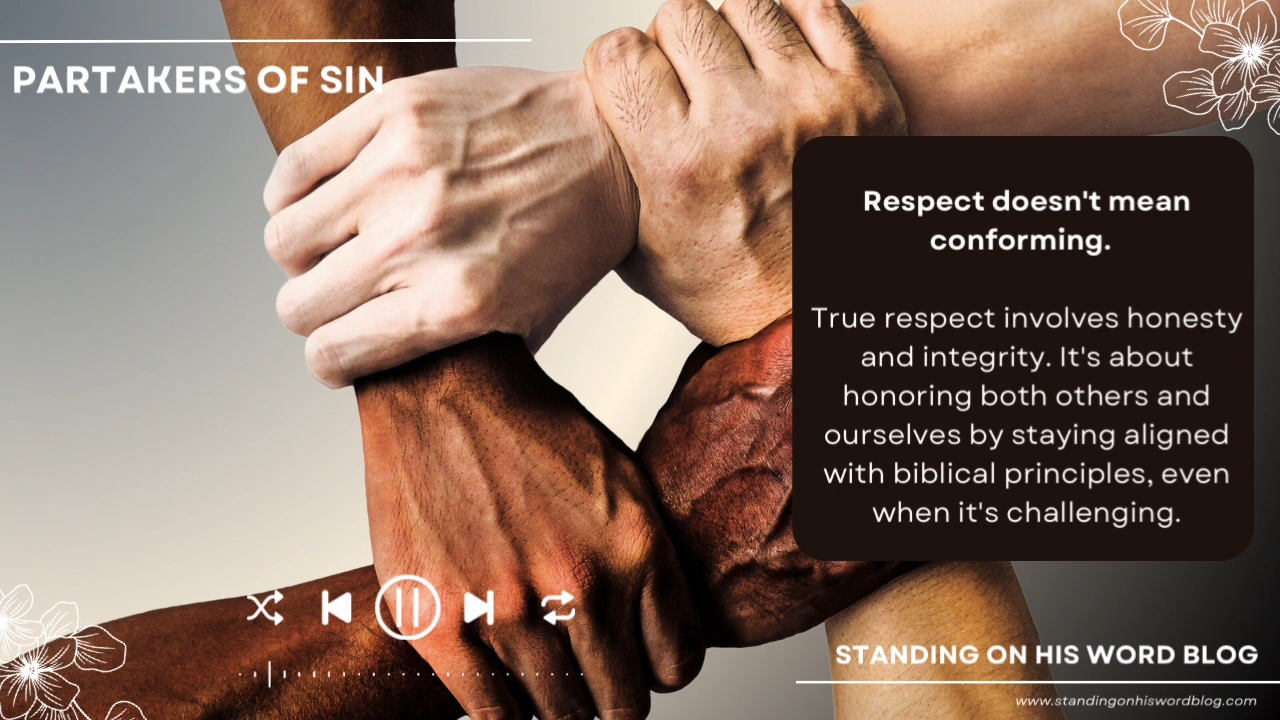 PARTAKERS OF SIN
Respect doesn't mean
conforming.
True respect involves honesty
and integrity. It's about
honoring both others and
ourselves by staying aligned
with biblical principles, even
when it's challenging.
STANDING ON HIS WORD BLOG
www.standingonhiswordblog.com